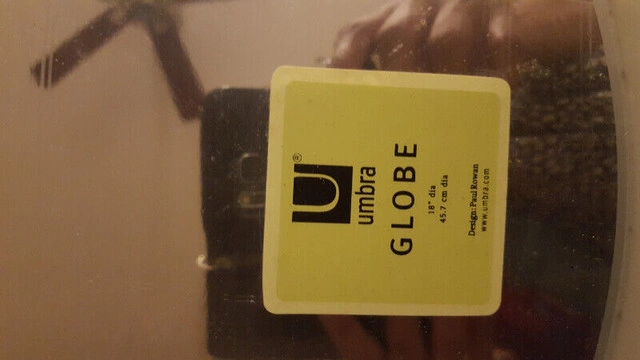 U®
umbra
GLOBE
18" dia
45.7 cm dia
Design: Paul Rowan
www.umbra.com